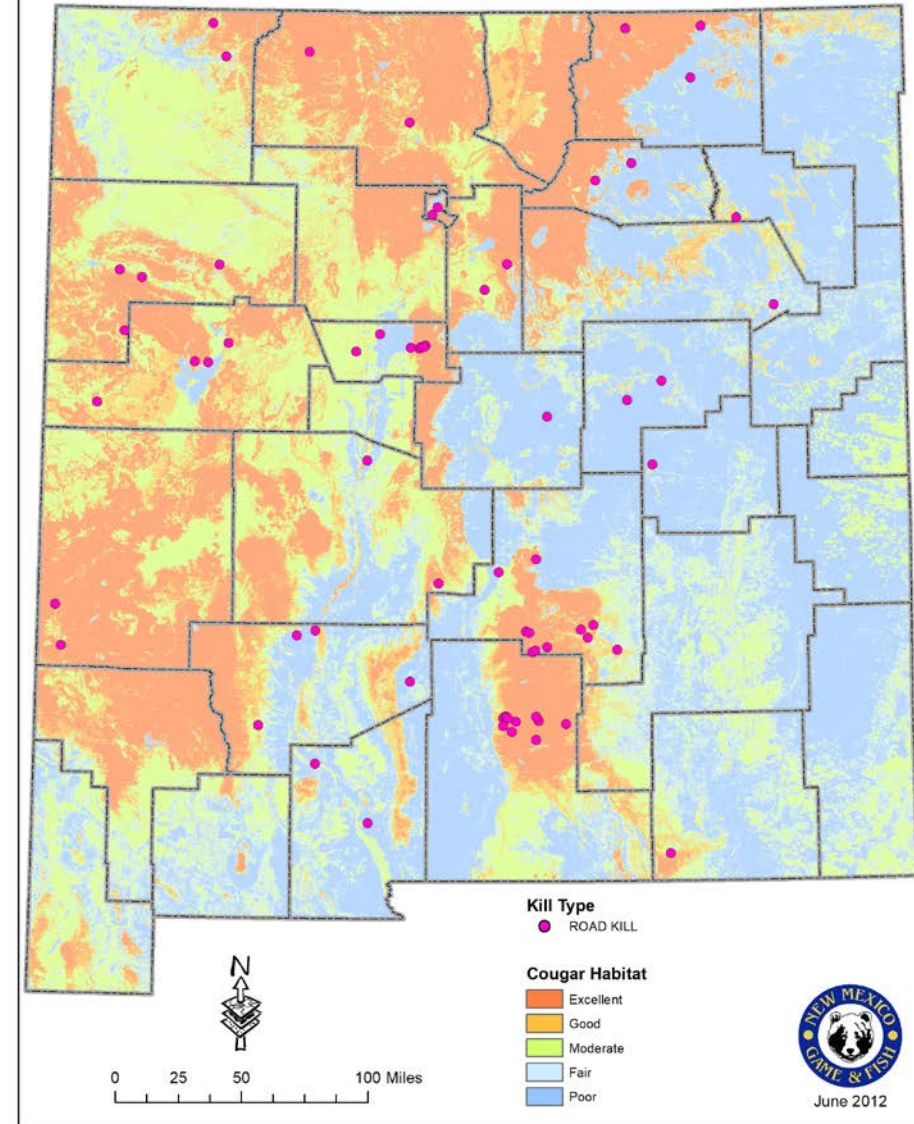 Kill Type
ROAD KILL
Cougar Habitat
Excellent
Good
Moderate
Fair
Poor
N
0 25 50 100 Miles
NEW MEXICO
GAME & FISH
June 2012